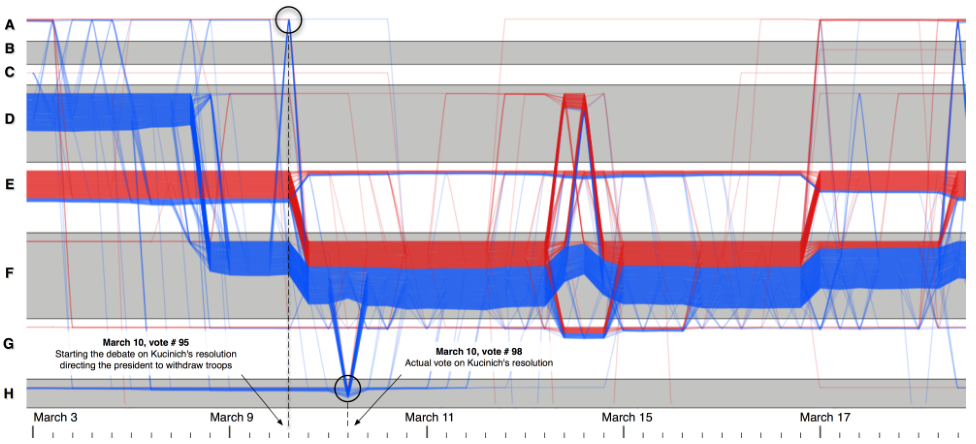 A
B
C
D
E
F
G
H
March 10, vote # 95
Starting the debate on Kucinich's resolution
directing the president to withdraw troops
March 10, vote # 98
Actual vote on Kucinich's resolution
March 3
March 9
March 11
March 15
March 17